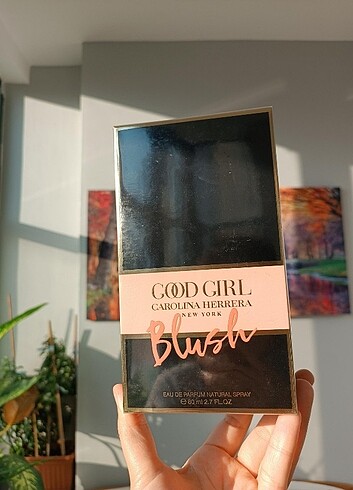 GOOD GIRL
CAROLINA HERRERA
NEW YORK
Blush
EAU DE PARFUM NATURAL SPRAY
℮ 80 ml 2.7 FL.OZ